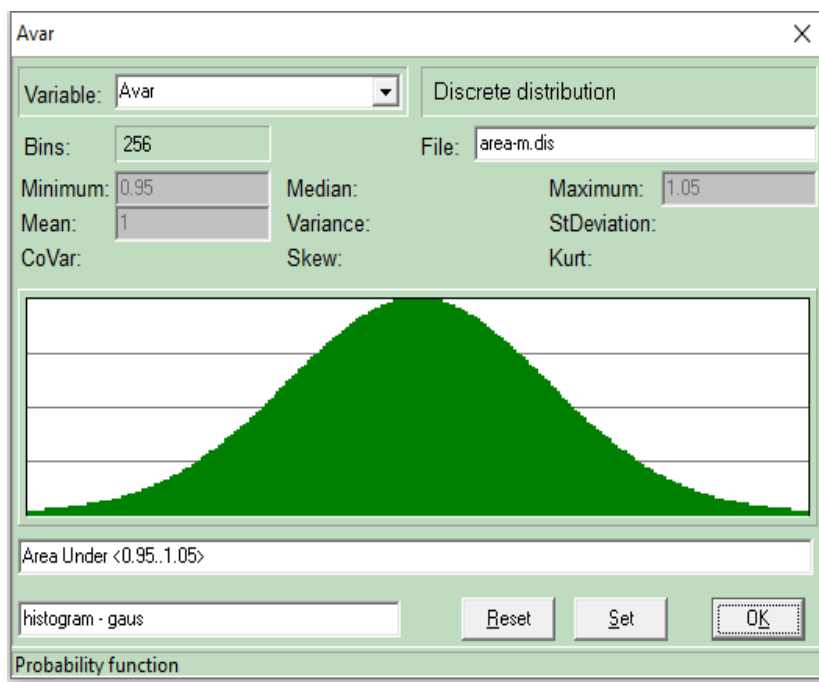 Avar
Variable: Avar Discrete distribution
Bins: 256 File: area-m.dis
Minimum: 0.95 Median: Maximum: 1.05
Mean: 1 Variance: StDeviation:
CoVar: Skew: Kurt:
Area Under <0.95..1.05>
histogram - gaus Reset Set OK
Probability function